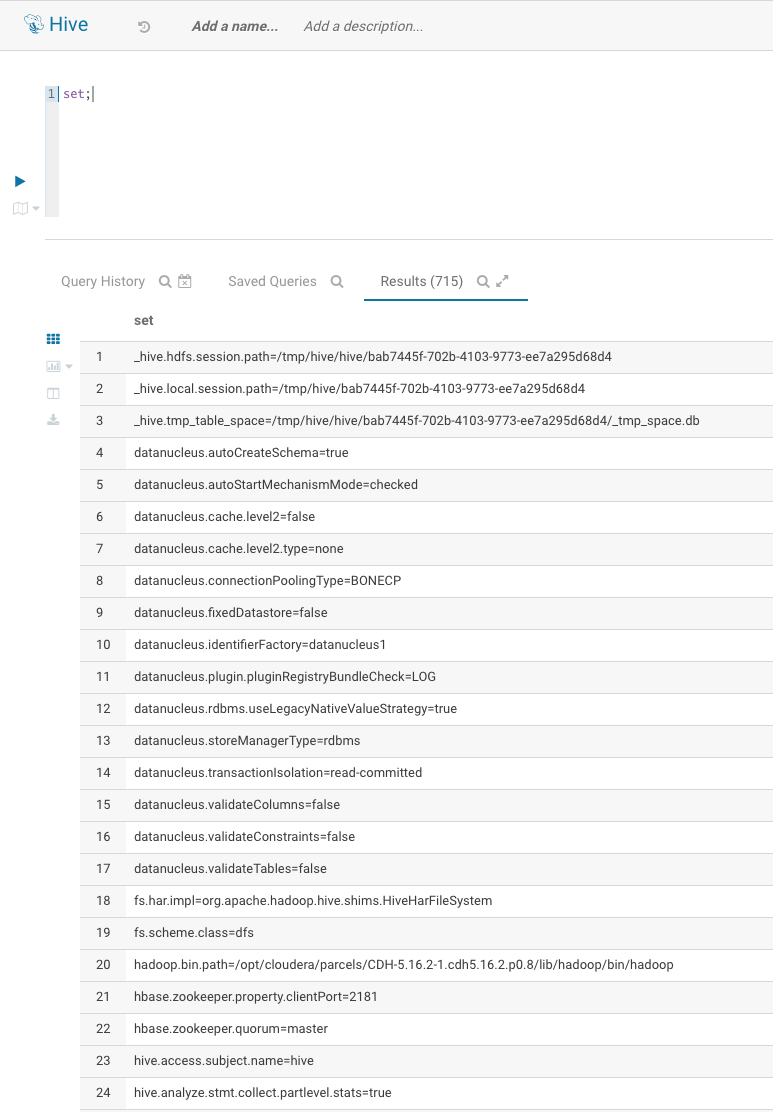 Hive Add a name... Add a description...
1 set;
Query History Saved Queries Results (715)
set
1 _hive.hdfs.session.path=/tmp/hive/hive/bab7445f-702b-4103-9773-ee7a295d68d4
2 _hive.local.session.path=/tmp/hive/bab7445f-702b-4103-9773-ee7a295d68d4
3 _hive.tmp_table_space=/tmp/hive/hive/bab7445f-702b-4103-9773-ee7a295d68d4/_tmp_space.db
4 datanucleus.autoCreateSchema=true
5 datanucleus.autoStartMechanismMode=checked
6 datanucleus.cache.level2=false
7 datanucleus.cache.level2.type=none
8 datanucleus.connectionPoolingType=BONECP
9 datanucleus.fixedDatastore=false
10 datanucleus.identifierFactory=datanucleus1
11 datanucleus.plugin.pluginRegistryBundleCheck=LOG
12 datanucleus.rdbms.useLegacyNativeValueStrategy=true
13 datanucleus.storeManagerType=rdbms
14 datanucleus.transactionIsolation=read-committed
15 datanucleus.validateColumns=false
16 datanucleus.validateConstraints=false
17 datanucleus.validateTables=false
18 fs.har.impl=org.apache.hadoop.hive.shims.HiveHarFileSystem
19 fs.scheme.class=dfs
20 hadoop.bin.path=/opt/cloudera/parcels/CDH-5.16.2-1.cdh5.16.2.p0.8/lib/hadoop/bin/hadoop
21 hbase.zookeeper.property.clientPort=2181
22 hbase.zookeeper.quorum=master
23 hive.access.subject.name=hive
24 hive.analyze.stmt.collect.partlevel.stats=true